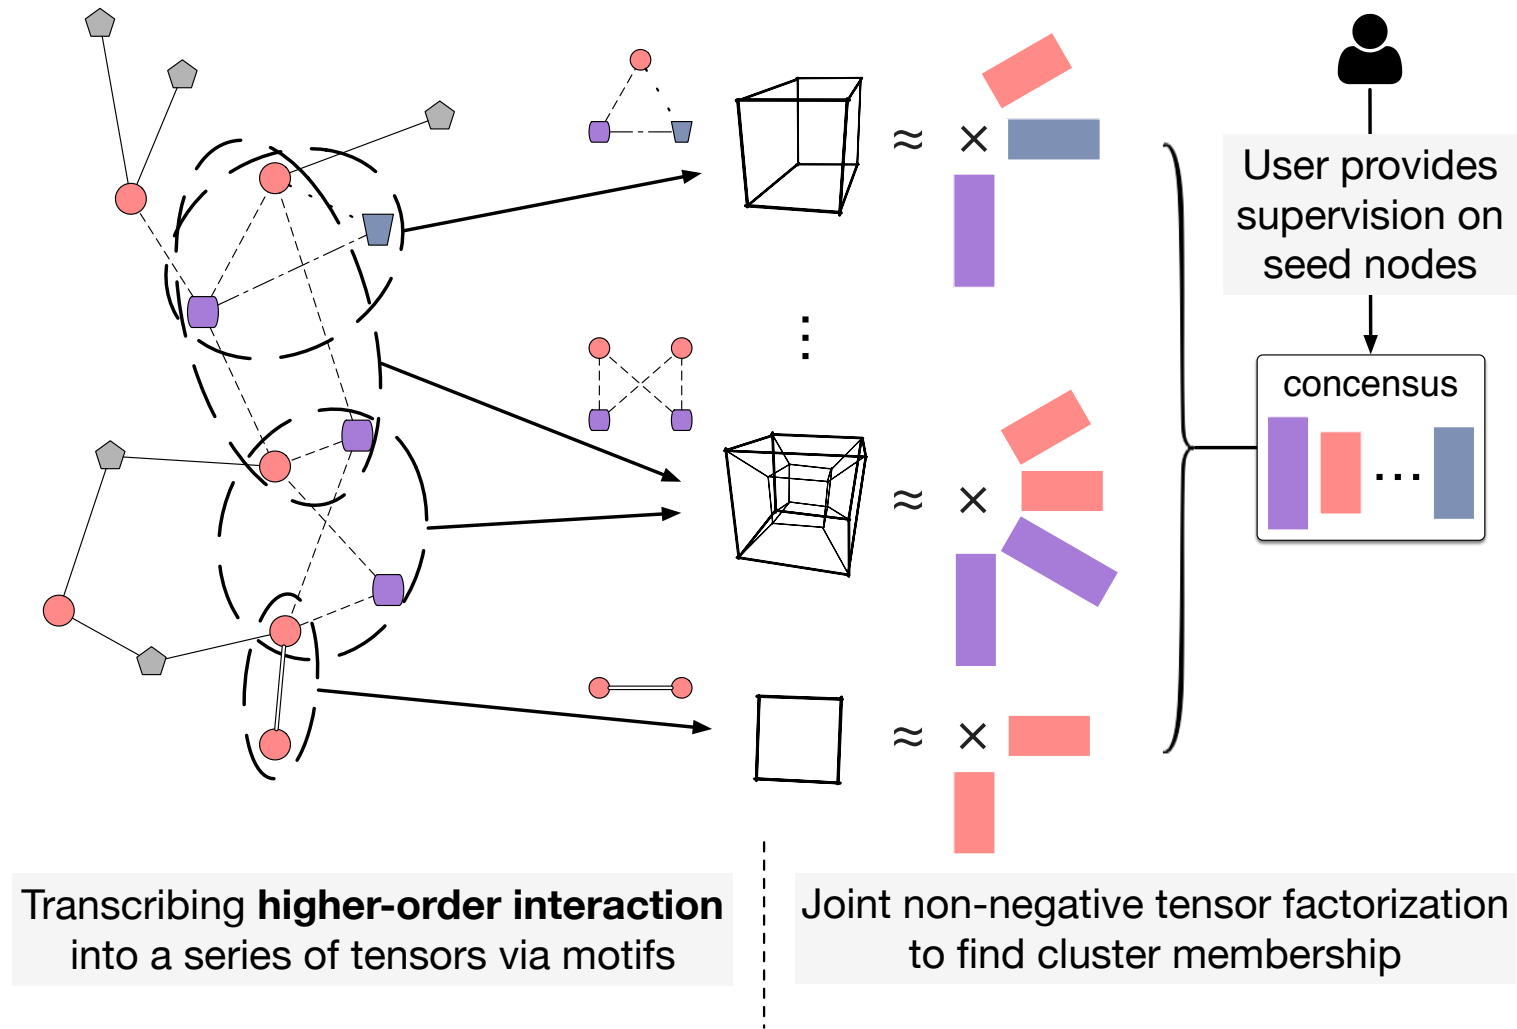 User provides
supervision on
seed nodes
concensus
Transcribing higher-order interaction
into a series of tensors via motifs
Joint non-negative tensor factorization
to find cluster membership